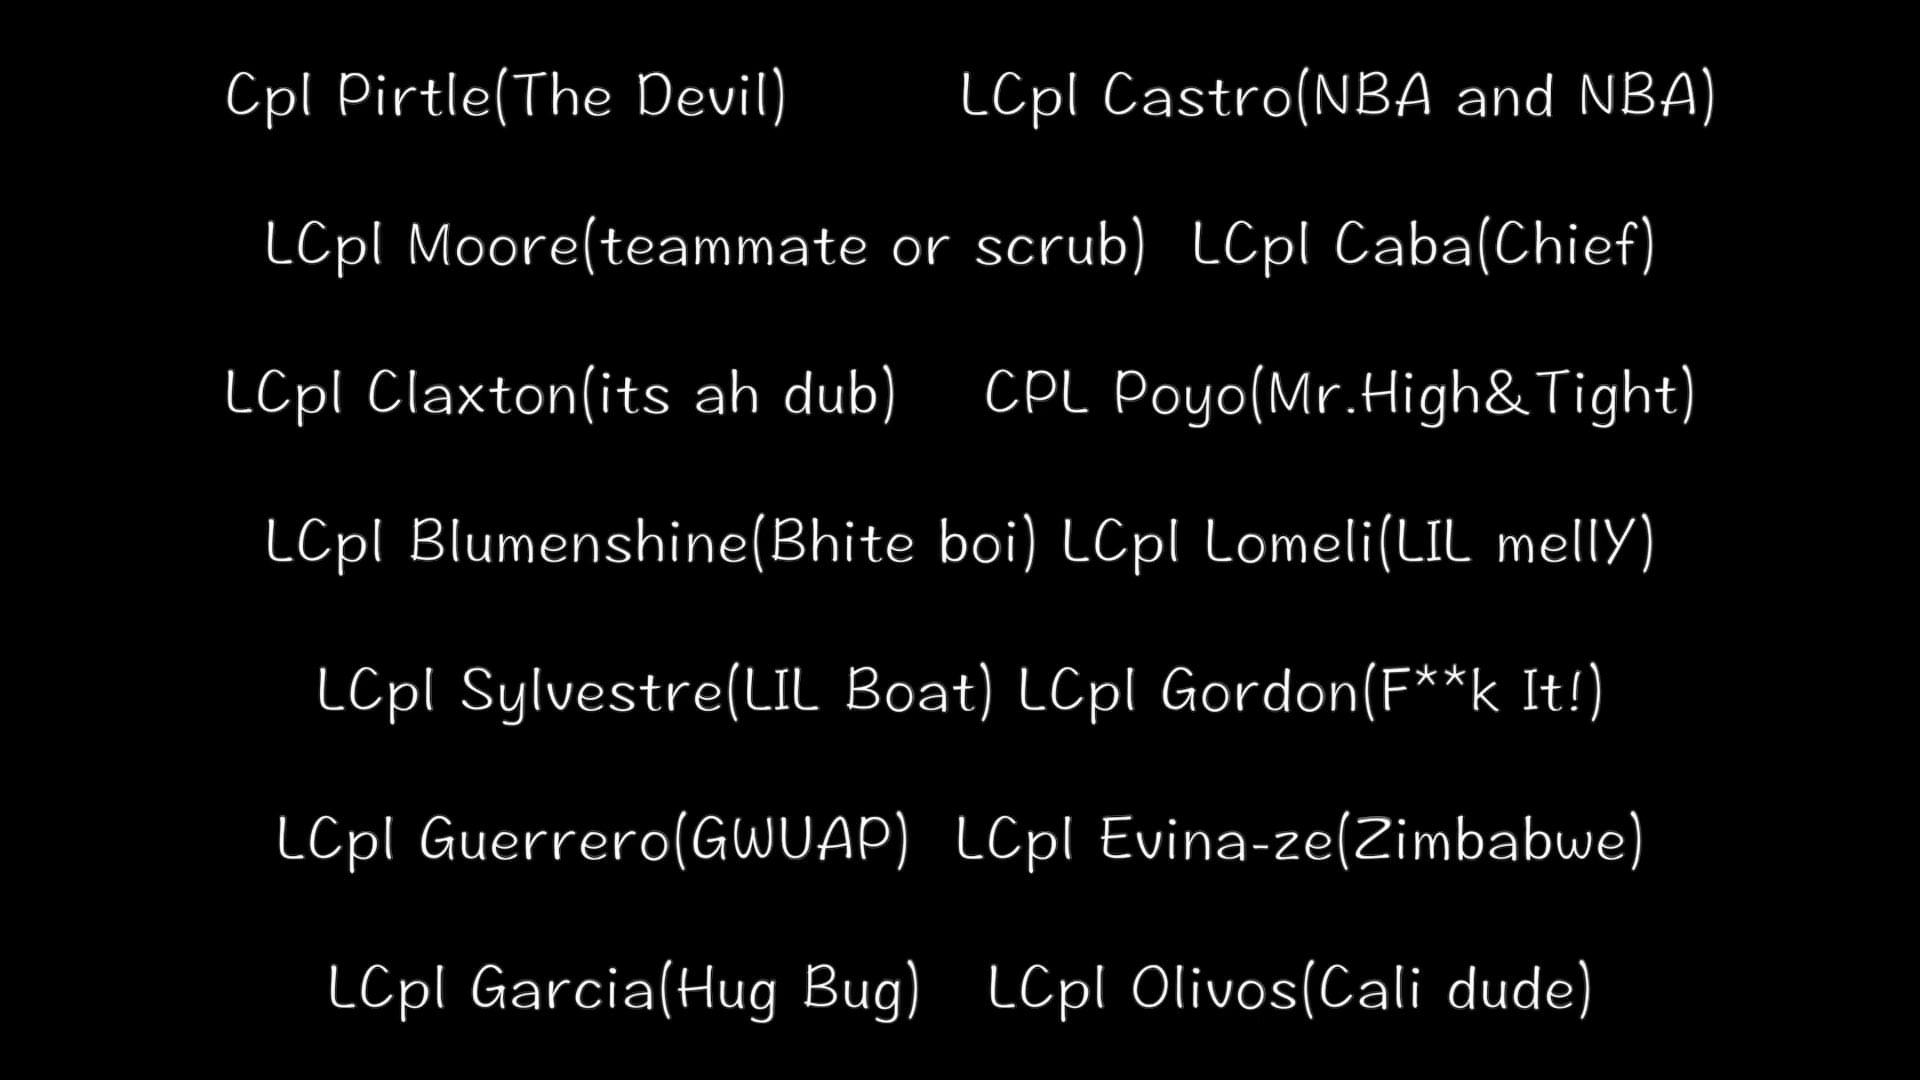 Cpl Pirtle(The Devil) LCpl Castro(NBA and NBA)
LCpl Moore(teammate or scrub) LCpl Caba(Chief)
LCpl Claxton(its ah dub) CPL Poyo(Mr.High&Tight)
LCpl Blumenshine(Bhite boi) LCpl Lomeli(LIL mellY)
LCpl Sylvestre(LIL Boat) LCpl Gordon(F**k It!)
LCpl Guerrero(GWUAP) LCpl Evina-ze(Zimbabwe)
LCpl Garcia(Hug Bug) LCpl Olivos(Cali dude)